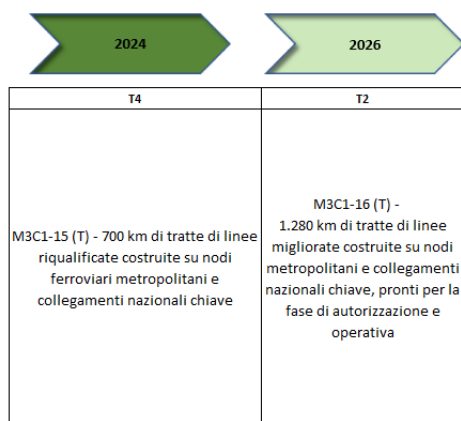 2024
2026
T4
T2
M3C1-15 (T) - 700 km di tratte di linee
riqualificate costruite su nodi
ferroviari metropolitani e
collegamenti nazionali chiave
M3C1-16 (T) -
1.280 km di tratte di linee
migliorate costruite su nodi
metropolitani e collegamenti
nazionali chiave, pronti per la
fase di autorizzazione e
operativa